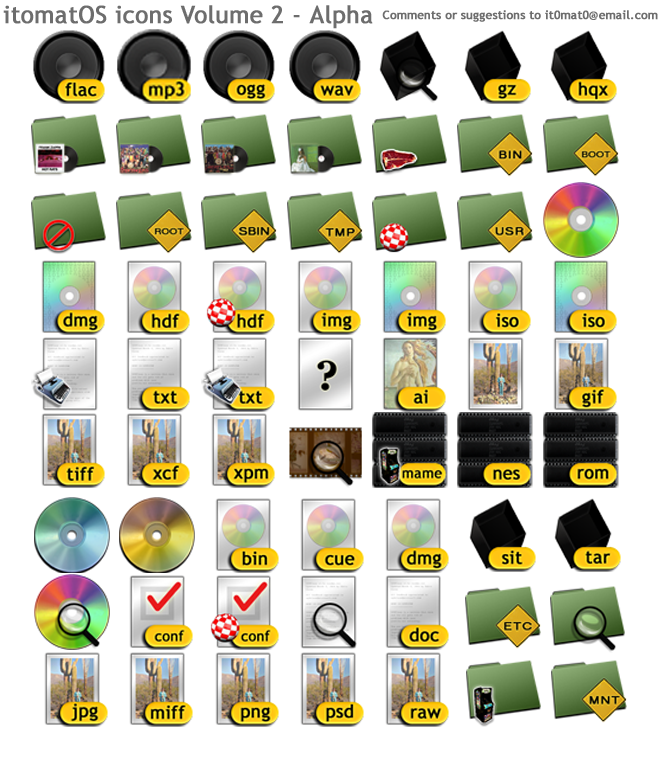 itomatOS icons Volume 2 - Alpha Comments or suggestions to it0mat0@email.com
flac mp3 ogg wav gz hqx
BIN BOOT
ROOT SBIN TMP USR
dmg hdf hdf img img iso iso
txt txt ? ai gif
tiff xcf xpm mame nes rom
bin cue dmg sit tar
conf conf doc ETC
jpg miff png psd raw MNT